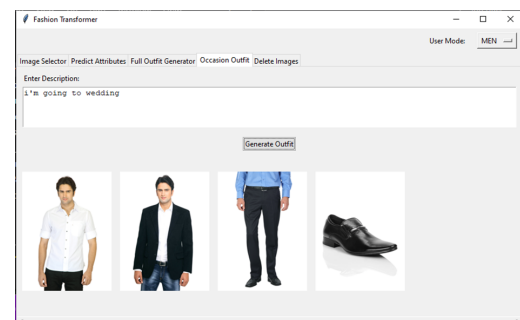 Fashion Transformer
User Mode: MEN
Image Selector Predict Attributes Full Outfit Generator Occasion Outfit Delete Images
Enter Description:
i'm going to wedding
Generate Outfit